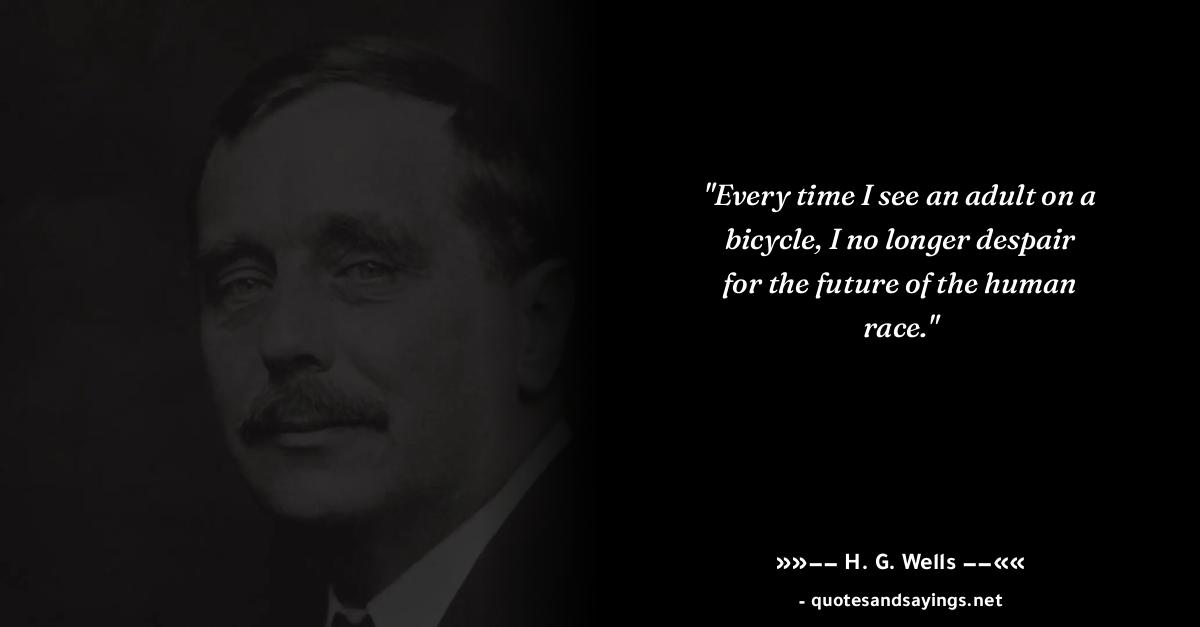 "Every time I see an adult on a
bicycle, I no longer despair
for the future of the human
race."
»»−− H. G. Wells −−««
- quotesandsayings.net